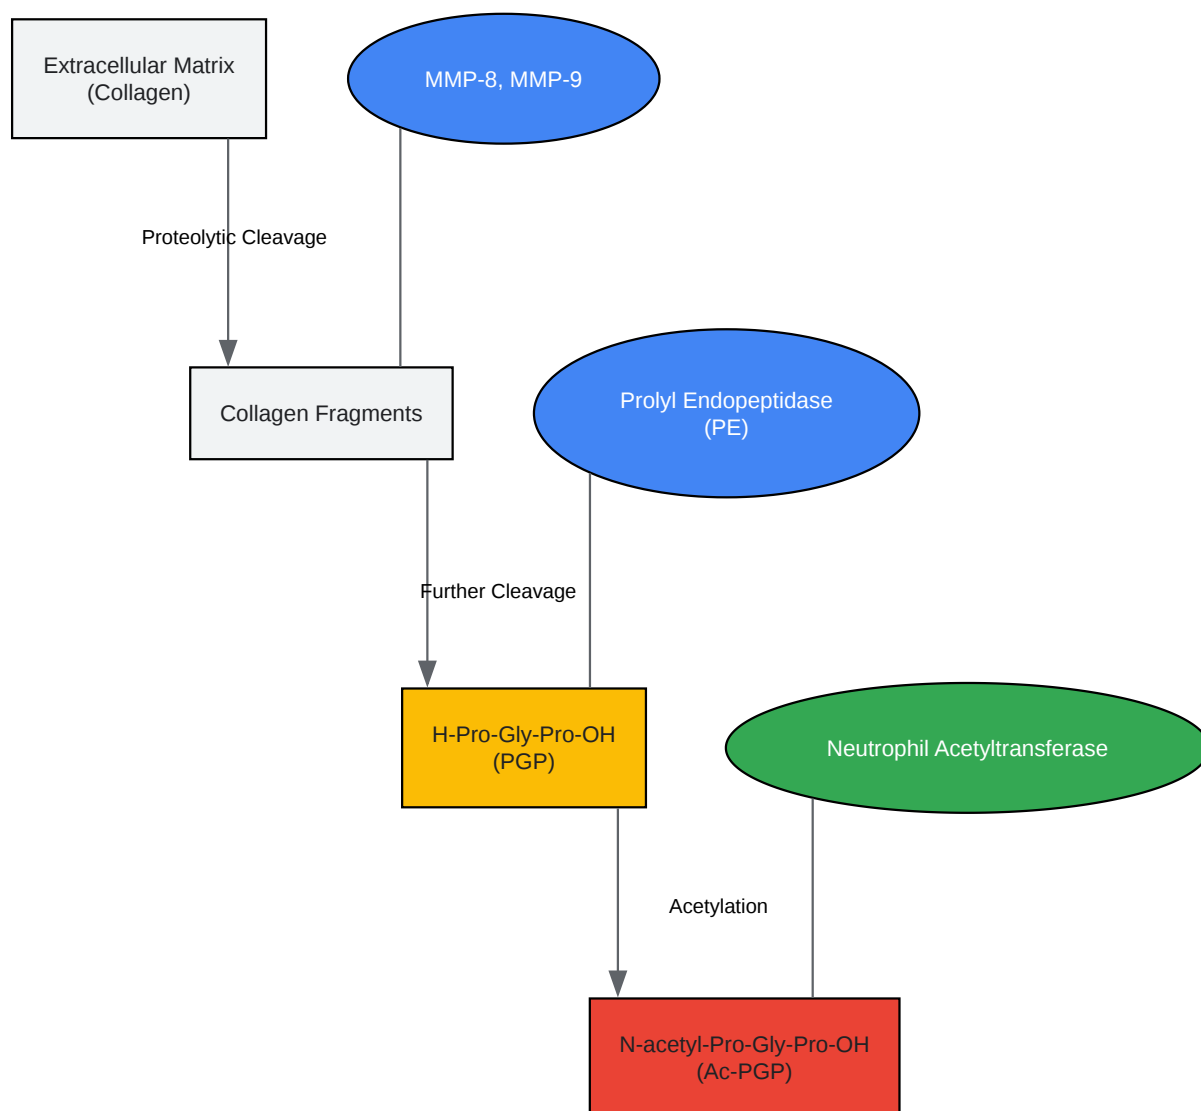 Extracellular Matrix
(Collagen)
MMP-8, MMP-9
Proteolytic Cleavage
Collagen Fragments
Prolyl Endopeptidase
(PE)
Further Cleavage
H-Pro-Gly-Pro-OH
(PGP)
Neutrophil Acetyltransferase
Acetylation
N-acetyl-Pro-Gly-Pro-OH
(Ac-PGP)